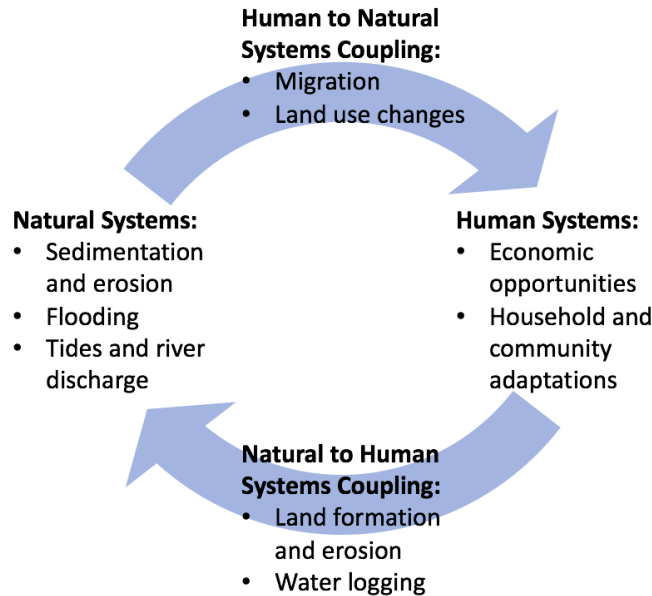 Human to Natural
Systems Coupling:
• Migration
• Land use changes
Natural Systems:
• Sedimentation
and erosion
• Flooding
• Tides and river
discharge
Human Systems:
• Economic
opportunities
• Household and
community
adaptations
Natural to Human
Systems Coupling:
• Land formation
and erosion
• Water logging